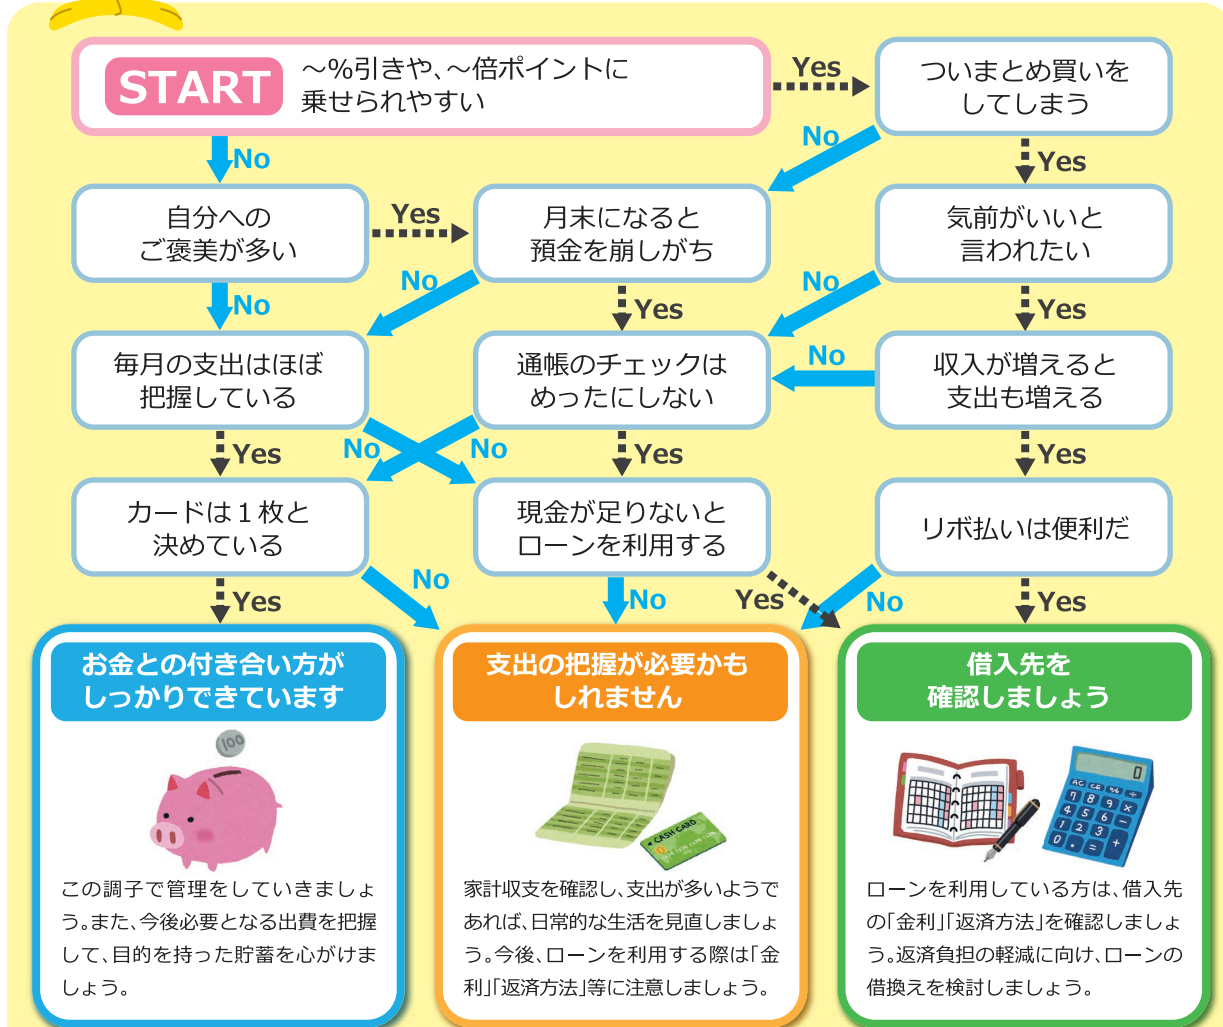 START
～%引きや、～倍ポイントに
乗せられやすい
Yes
ついまとめ買いを
してしまう
No
No
Yes
自分への
ご褒美が多い
Yes
月末になると
預金を崩しがち
気前がいいと
言われたい
No
No
Yes
No
Yes
毎月の支出はほぼ
把握している
通帳のチェックは
めったにしない
No
収入が増えると
支出も増える
Yes
No
No
Yes
Yes
カードは1枚と
決めている
現金が足りないと
ローンを利用する
リボ払いは便利だ
Yes
No
No
Yes
No
Yes
お金との付き合い方が
しっかりできています
100
この調子で管理をしていきましょ
う。また、今後必要となる出費を把握
して、目的を持った貯蓄を心がけま
しょう。
支出の把握が必要かも
しれません
CASH CARD
家計収支を確認し、支出が多いようで
あれば、日常的な生活を見直しましょ
う。今後、ローンを利用する際は「金
利」「返済方法」等に注意しましょう。
借入先を
確認しましょう
0
AC CE % ÷
7 8 9 ×
4 5 6 −
1 2 3 +
0 . =
ローンを利用している方は、借入先
の「金利」「返済方法」を確認しましょ
う。返済負担の軽減に向け、ローンの
借換えを検討しましょう。